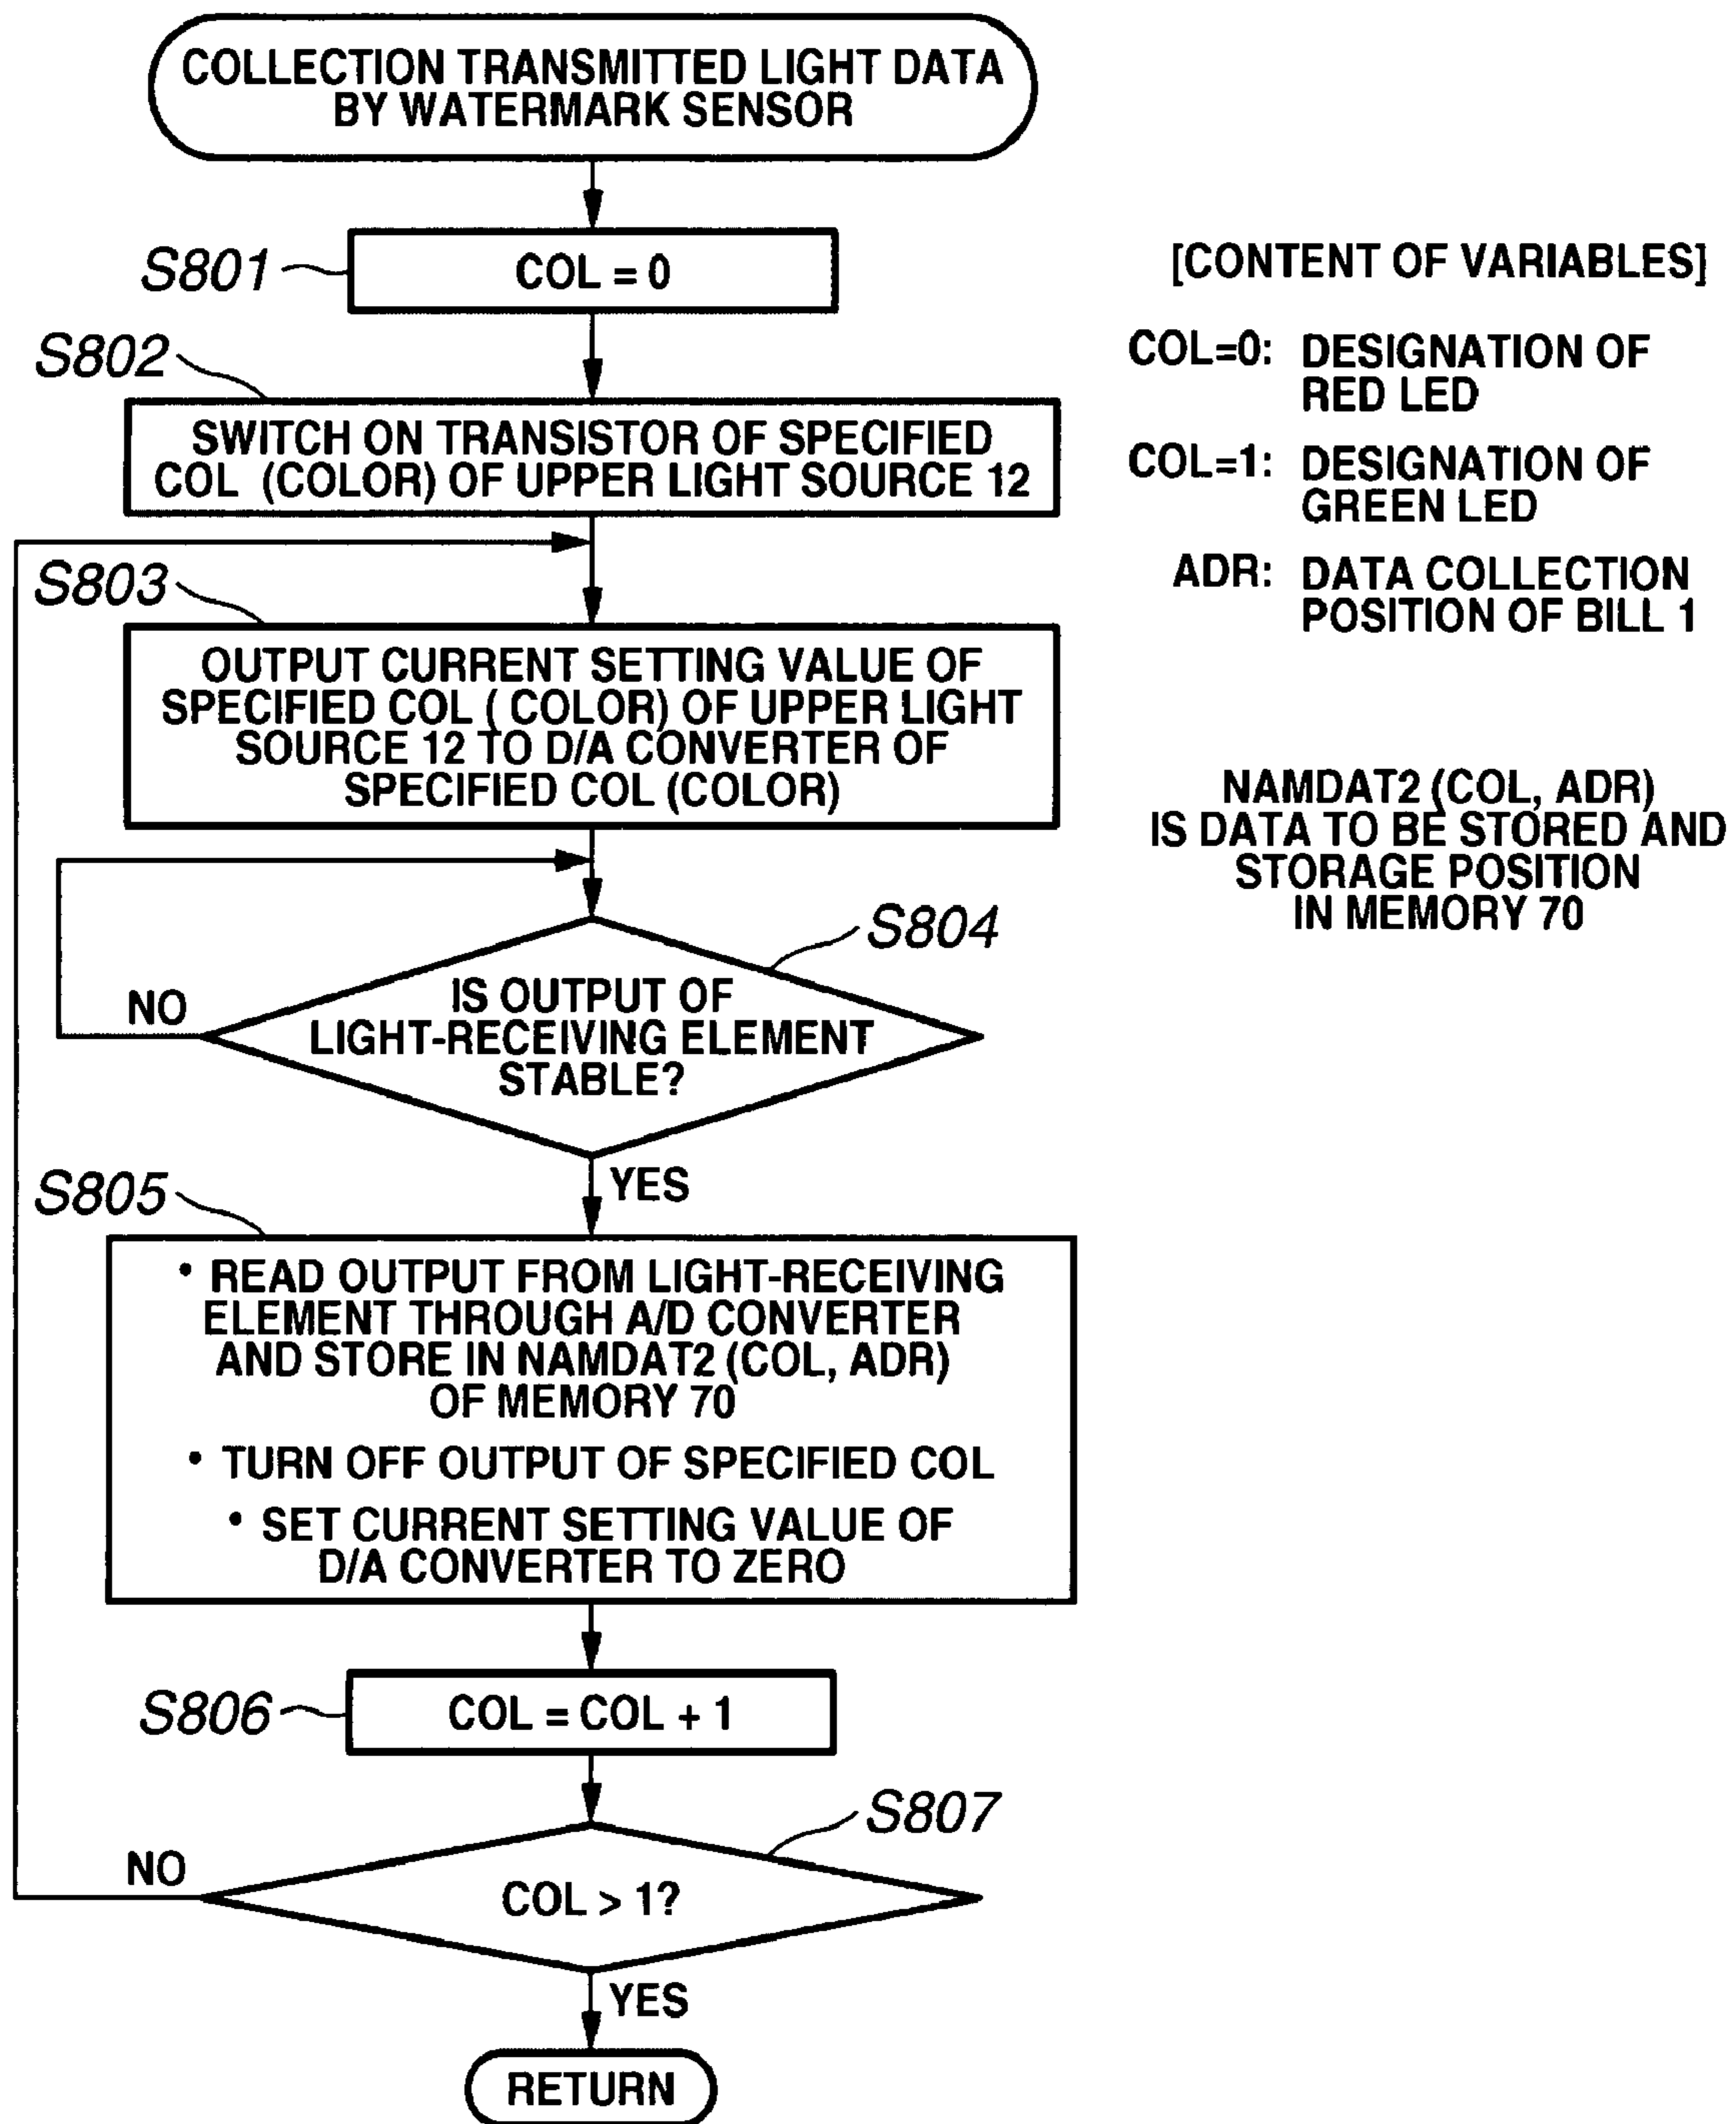 COLLECTION TRANSMITTED LIGHT DATA
BY WATERMARK SENSOR
S801
COL = 0
S802
SWITCH ON TRANSISTOR OF SPECIFIED
COL (COLOR) OF UPPER LIGHT SOURCE 12
S803
OUTPUT CURRENT SETTING VALUE OF
SPECIFIED COL ( COLOR) OF UPPER LIGHT
SOURCE 12 TO D/A CONVERTER OF
SPECIFIED COL (COLOR)
S804
IS OUTPUT OF
LIGHT-RECEIVING ELEMENT
STABLE?
NO
YES
S805
• READ OUTPUT FROM LIGHT-RECEIVING
ELEMENT THROUGH A/D CONVERTER
AND STORE IN NAMDAT2 (COL, ADR)
OF MEMORY 70
• TURN OFF OUTPUT OF SPECIFIED COL
• SET CURRENT SETTING VALUE OF
D/A CONVERTER TO ZERO
S806
COL = COL + 1
S807
COL > 1?
NO
YES
RETURN
[CONTENT OF VARIABLES]
COL=0: DESIGNATION OF
RED LED
COL=1: DESIGNATION OF
GREEN LED
ADR: DATA COLLECTION
POSITION OF BILL 1
NAMDAT2 (COL, ADR)
IS DATA TO BE STORED AND
STORAGE POSITION
IN MEMORY 70